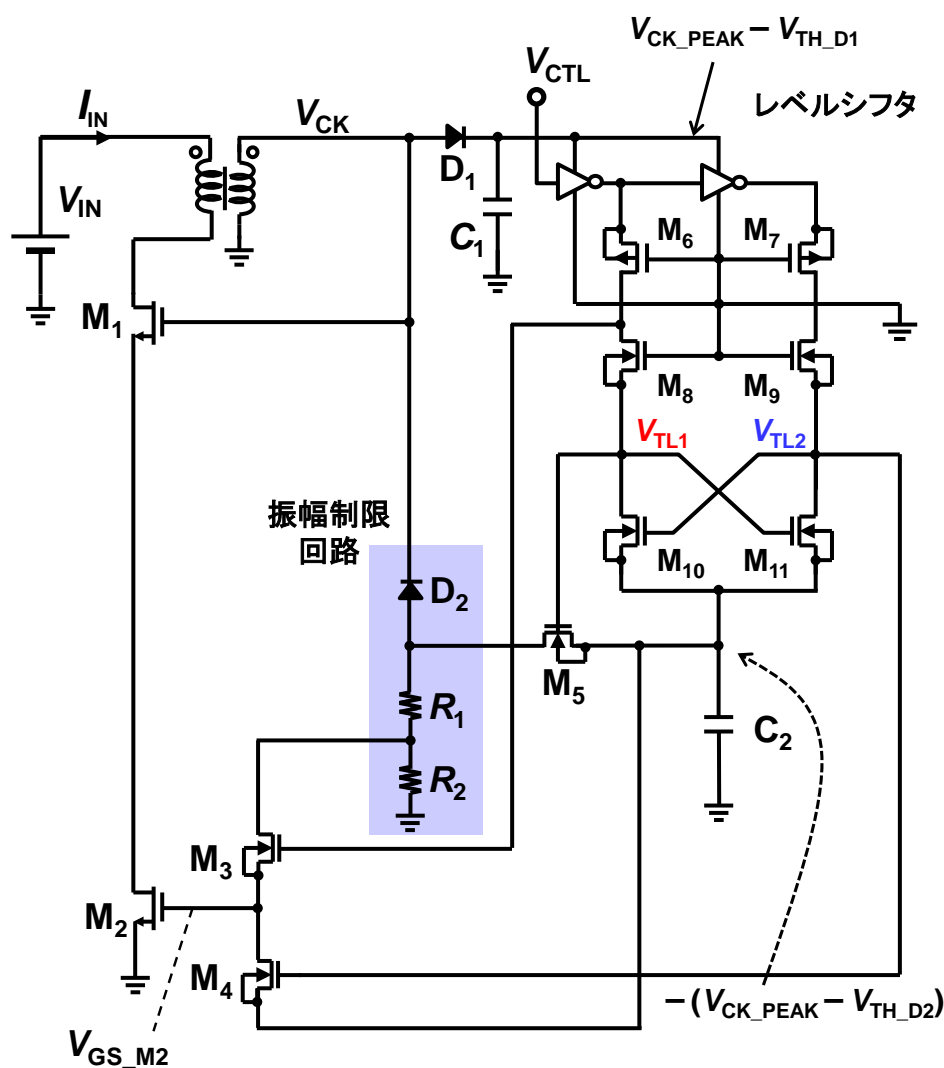 V_CK_PEAK − V_TH_D1
V_CTL
レベルシフタ
I_IN
V_CK
D_1
V_IN
C_1
M_6
M_7
M_1
M_8
M_9
V_TL1
V_TL2
振幅制限
回路
M_10
M_11
D_2
M_5
R_1
C_2
R_2
M_3
M_2
M_4
−(V_CK_PEAK − V_TH_D2)
V_GS_M2